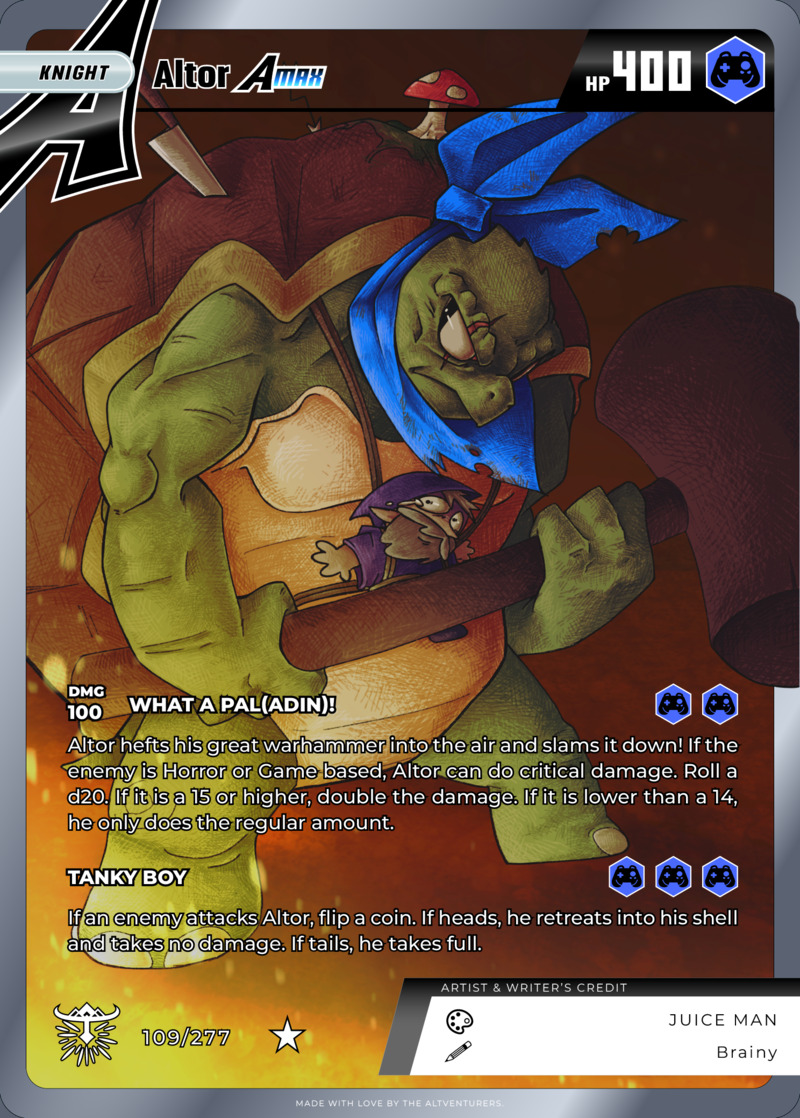 KNIGHT
Altor AMAX
HP 400
DMG
100
WHAT A PAL(ADIN)!
Altor hefts his great warhammer into the air and slams it down! If the
enemy is Horror or Game based, Altor can do critical damage. Roll a
d20. If it is a 15 or higher, double the damage. If it is lower than a 14,
he only does the regular amount.
TANKY BOY
If an enemy attacks Altor, flip a coin. If heads, he retreats into his shell
and takes no damage. If tails, he takes full.
ARTIST & WRITER'S CREDIT
109/277
JUICE MAN
Brainy
MADE WITH LOVE BY THE ALTVENTURERS.